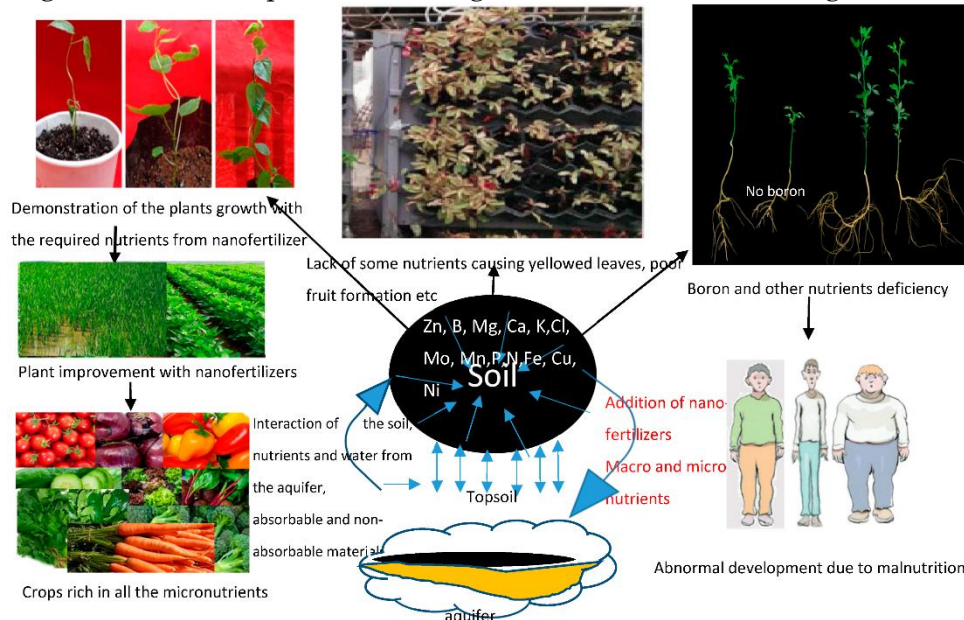 No boron
Demonstration of the plants growth with
the required nutrients from nanofertilizer
Lack of some nutrients causing yellowed leaves, poor
fruit formation etc
Boron and other nutrients deficiency
Plant improvement with nanofertilizers
Zn, B, Mg, Ca, K,Cl,
Mo, Mn,P,N,Fe, Cu,
Ni
Soil
Interaction of the soil,
nutrients and water from
the aquifer,
absorbable and non-
absorbable materials
Addition of nano-
fertilizers
Macro and micro
nutrients
Topsoil
Crops rich in all the micronutrients
Abnormal development due to malnutrition
aquifer